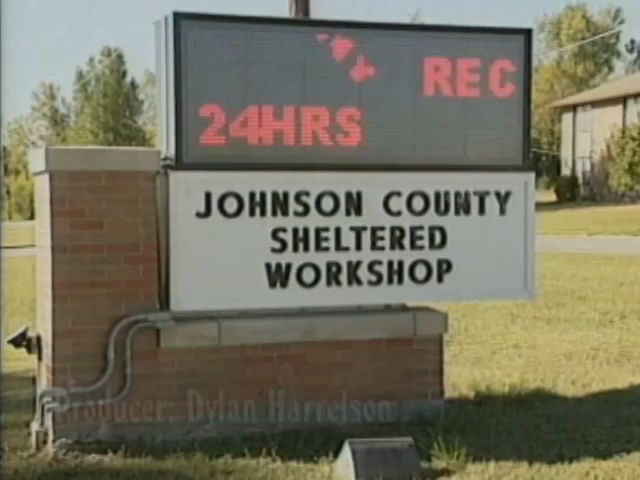 REC
24HRS
JOHNSON COUNTY
SHELTERED
WORKSHOP
Producer: Dylan Harrelson